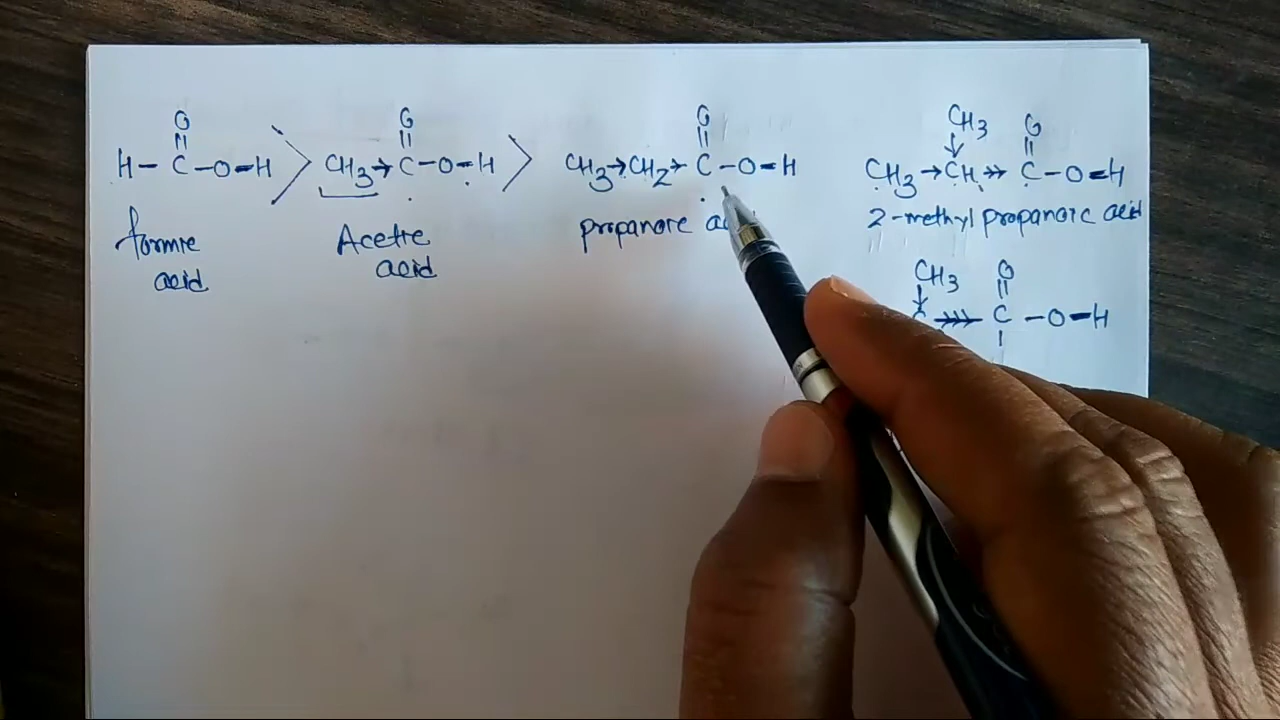 H-C(=O)-O-H > CH3→C(=O)-O-H > CH3→CH2→C(=O)-O-H
formic acid
Acetic acid
propanoic
CH3→CH(←CH3)→→C(=O)-O-H
2-methyl propanoic acid
CH3
O
C→→→C-O-H